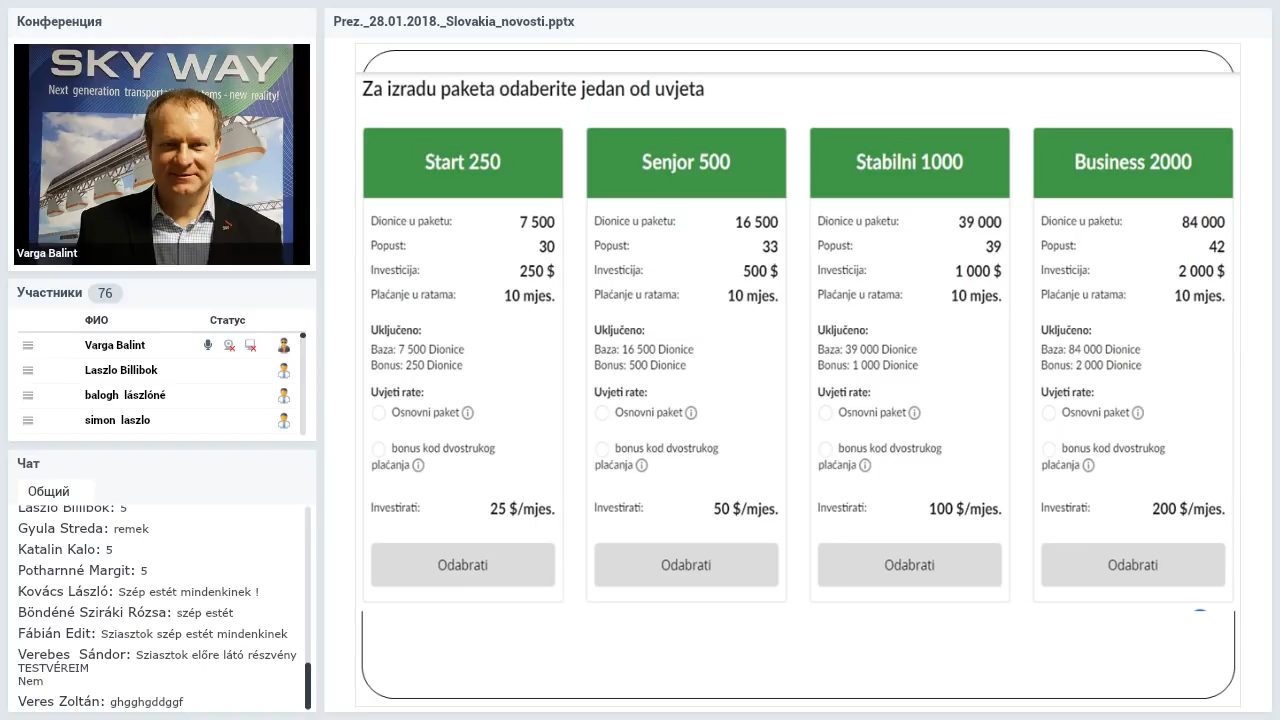 Конференция
SKY WAY
Next generation transportation systems - new reality!
Varga Balint
Участники 76
ФИО Статус
Varga Balint
Laszlo Billibok
balogh lászlóné
simon laszlo
Чат
Общий
Laszlo Billibok: 5
Gyula Streda: remek
Katalin Kalo: 5
Potharnné Margit: 5
Kovács László: Szép estét mindenkinek !
Böndéné Sziráki Rózsa: szép estét
Fábián Edit: Sziasztok szép estét mindenkinek
Verebes Sándor: Sziasztok előre látó részvény
TESTVÉREIM
Nem
Veres Zoltán: ghgghgddggf
Prez._28.01.2018._Slovakia_novosti.pptx
Za izradu paketa odaberite jedan od uvjeta
Start 250
Dionice u paketu: 7 500
Popust: 30
Investicija: 250 $
Plaćanje u ratama: 10 mjes.
Uključeno:
Baza: 7 500 Dionice
Bonus: 250 Dionice
Uvjeti rate:
Osnovni paket
bonus kod dvostrukog
plaćanja
Investirati: 25 $/mjes.
Odabrati
Senjor 500
Dionice u paketu: 16 500
Popust: 33
Investicija: 500 $
Plaćanje u ratama: 10 mjes.
Uključeno:
Baza: 16 500 Dionice
Bonus: 500 Dionice
Uvjeti rate:
Osnovni paket
bonus kod dvostrukog
plaćanja
Investirati: 50 $/mjes.
Odabrati
Stabilni 1000
Dionice u paketu: 39 000
Popust: 39
Investicija: 1 000 $
Plaćanje u ratama: 10 mjes.
Uključeno:
Baza: 39 000 Dionice
Bonus: 1 000 Dionice
Uvjeti rate:
Osnovni paket
bonus kod dvostrukog
plaćanja
Investirati: 100 $/mjes.
Odabrati
Business 2000
Dionice u paketu: 84 000
Popust: 42
Investicija: 2 000 $
Plaćanje u ratama: 10 mjes.
Uključeno:
Baza: 84 000 Dionice
Bonus: 2 000 Dionice
Uvjeti rate:
Osnovni paket
bonus kod dvostrukog
plaćanja
Investirati: 200 $/mjes.
Odabrati